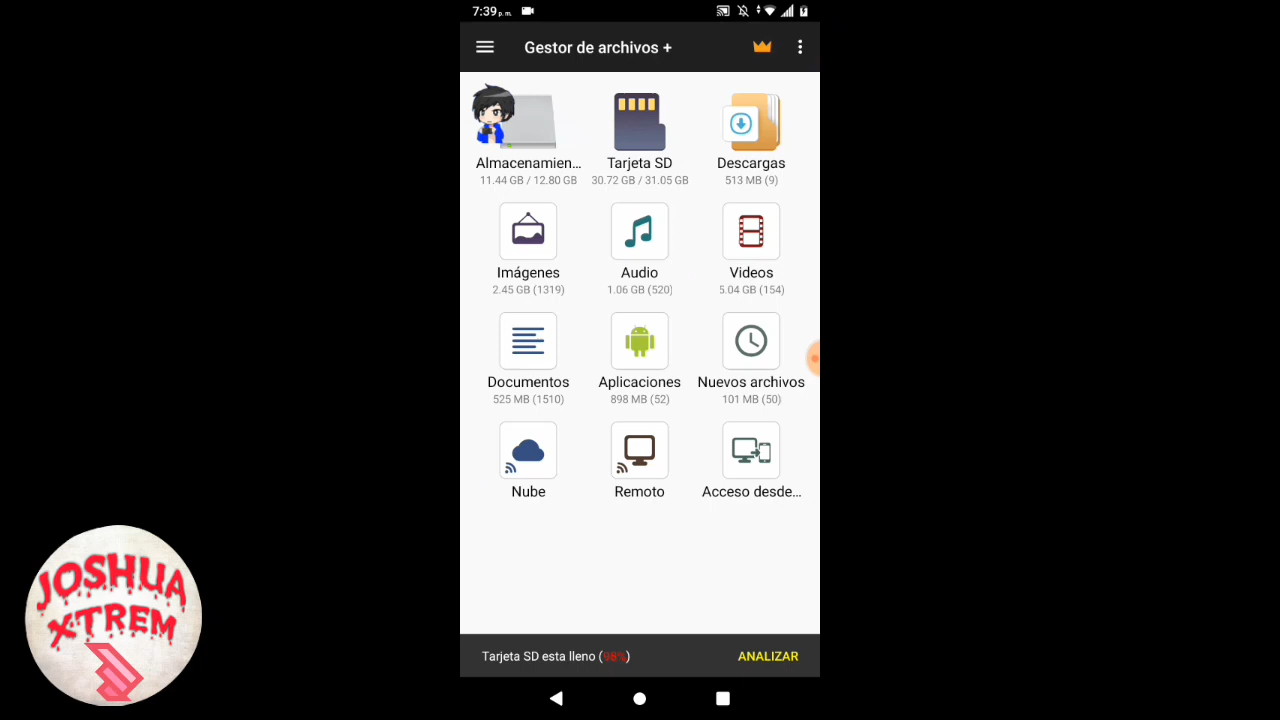 7:39 p. m.
Gestor de archivos +
Almacenamien... Tarjeta SD Descargas
11.44 GB / 12.80 GB 30.72 GB / 31.05 GB 513 MB (9)
Imágenes Audio Videos
2.45 GB (1319) 1.06 GB (520) 5.04 GB (154)
Documentos Aplicaciones Nuevos archivos
525 MB (1510) 898 MB (52) 101 MB (50)
Nube Remoto Acceso desde...
JOSHUA
XTREM
Tarjeta SD esta lleno (98%) ANALIZAR